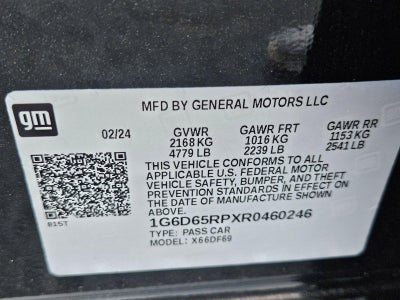 gm
MFD BY GENERAL MOTORS LLC
02/24 GVWR GAWR FRT GAWR RR
2168 KG 1016 KG 1153 KG
4779 LB 2239 LB 2541 LB
THIS VEHICLE CONFORMS TO ALL
APPLICABLE U.S. FEDERAL MOTOR
VEHICLE SAFETY, BUMPER, AND THEFT
PREVENTION STANDARDS IN EFFECT ON
THE DATE OF MANUFACTURE SHOWN
ABOVE.
1G6D65RPXR0460246
TYPE: PASS CAR
MODEL: X66DF69
815T